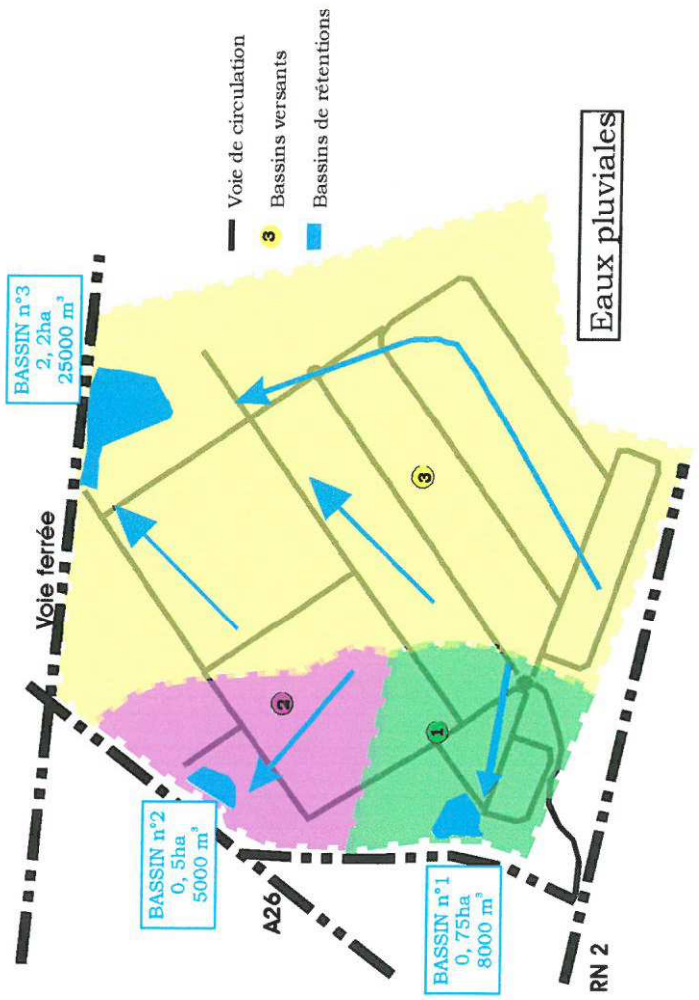 BASSIN n°3
2, 2ha
25000 m³
Voie ferrée
BASSIN n°2
0, 5ha
5000 m³
A26
BASSIN n°1
0, 75ha
8000 m³
RN 2
1
2
3
Voie de circulation
3 Bassins versants
Bassins de rétentions
Eaux pluviales